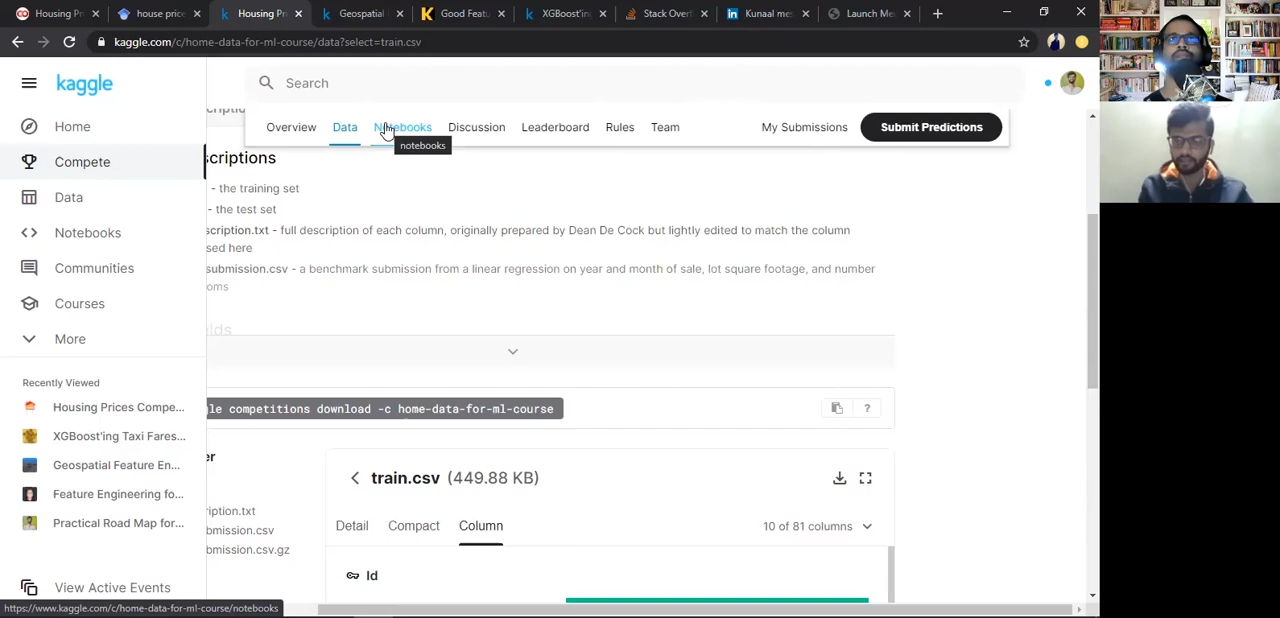 Housing Pr
house price
Housing Pr
Geospatial
Good Featu
XGBoost'in
Stack Over
Kunaal me
Launch Me
kaggle.com/c/home-data-for-ml-course/data?select=train.csv
kaggle
Search
Overview
Data
Notebooks
Discussion
Leaderboard
Rules
Team
My Submissions
Submit Predictions
notebooks
Home
Compete
Data
Notebooks
Communities
Courses
More
Recently Viewed
Housing Prices Compe...
XGBoost'ing Taxi Fares...
Geospatial Feature En...
Feature Engineering fo...
Practical Road Map for...
View Active Events
https://www.kaggle.com/c/home-data-for-ml-course/notebooks
scriptions
- the training set
- the test set
scription.txt - full description of each column, originally prepared by Dean De Cock but lightly edited to match the column
sed here
submission.csv - a benchmark submission from a linear regression on year and month of sale, lot square footage, and number
oms
elds
gle competitions download -c home-data-for-ml-course
?
er
ription.txt
bmission.csv
bmission.csv.gz
train.csv (449.88 KB)
Detail
Compact
Column
10 of 81 columns
Id